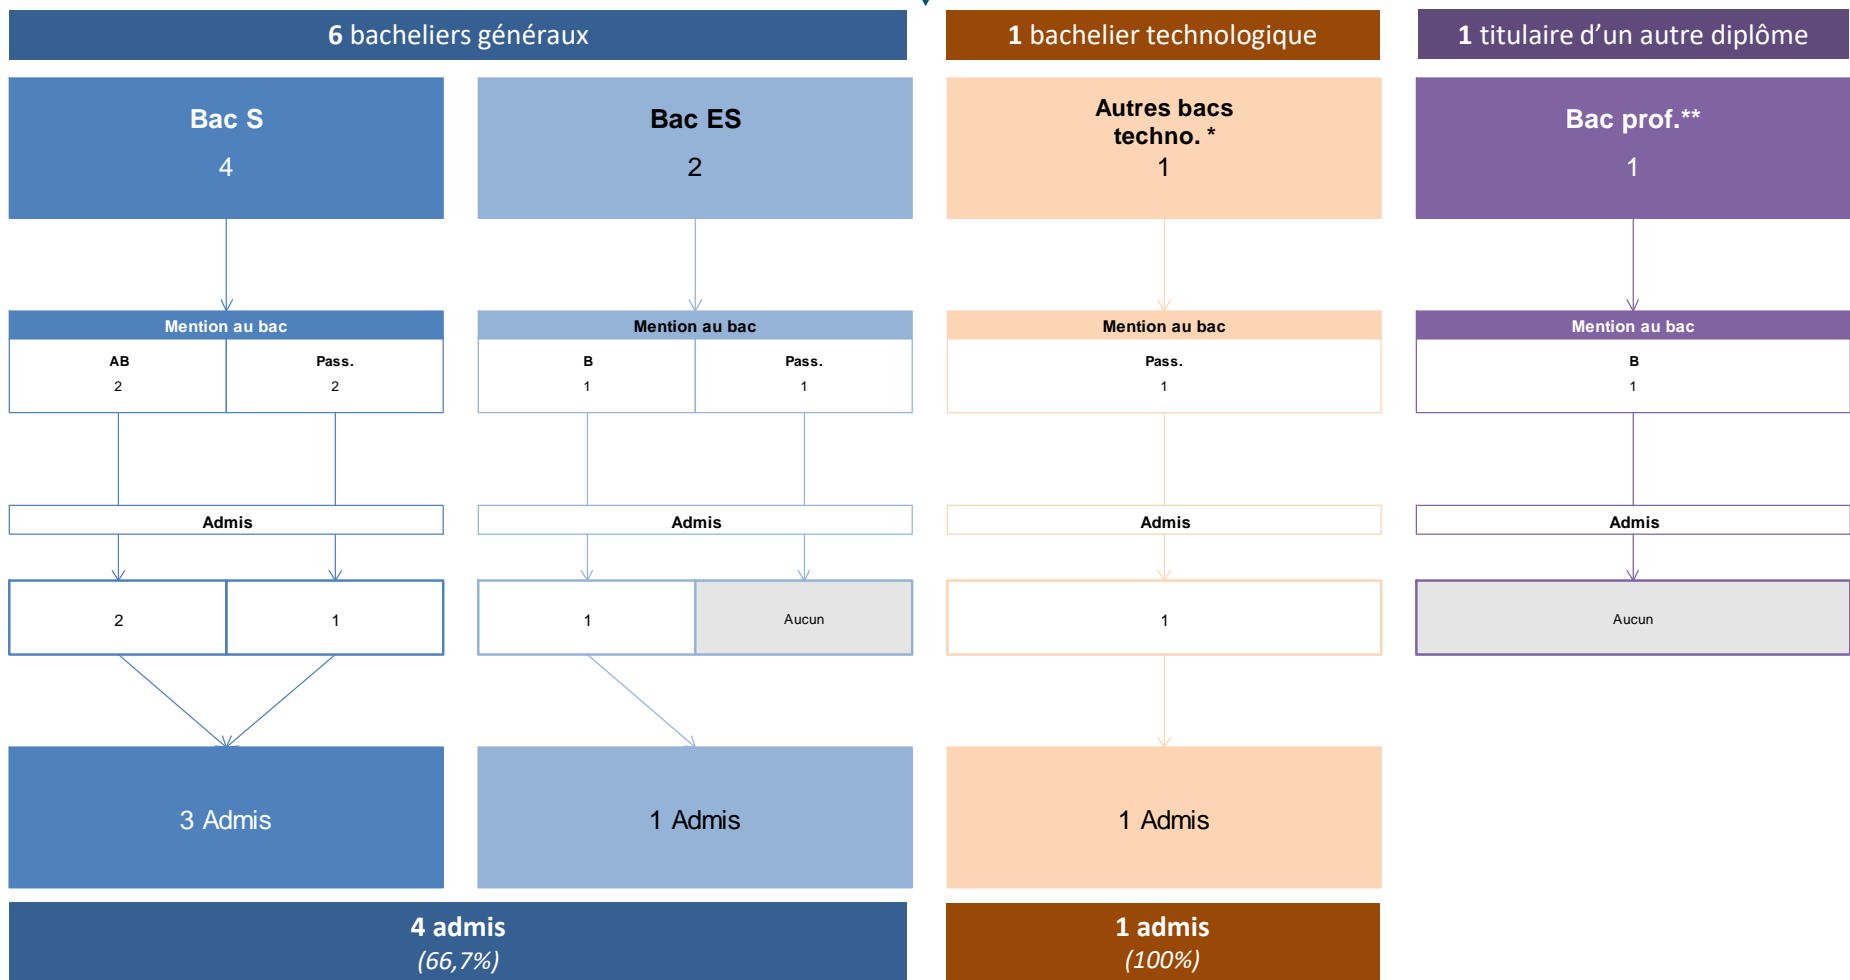 6 bacheliers généraux
1 bachelier technologique
1 titulaire d'un autre diplôme
Bac S
4
Bac ES
2
Autres bacs
techno. *
1
Bac prof.**
1
Mention au bac
AB
2
Pass.
2
Mention au bac
B
1
Pass.
1
Mention au bac
Pass.
1
Mention au bac
B
1
Admis
Admis
Admis
Admis
2
1
1
Aucun
1
Aucun
3 Admis
1 Admis
1 Admis
4 admis
(66,7%)
1 admis
(100%)